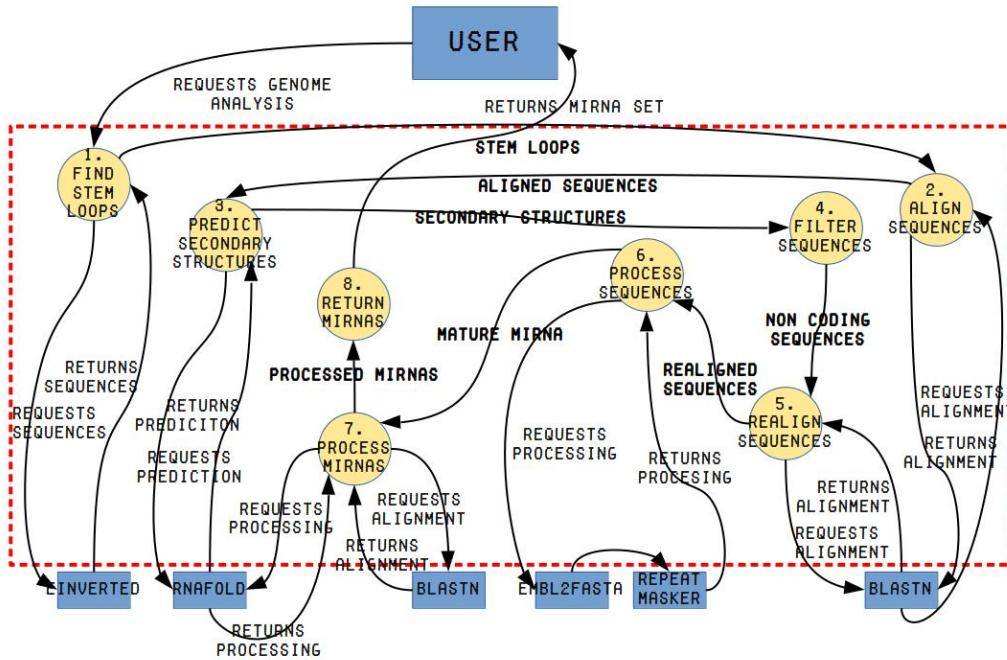 USER
REQUESTS GENOME
ANALYSIS
RETURNS MIRNA SET
STEM LOOPS
1.
FIND
STEM
LOOPS
ALIGNED SEQUENCES
2.
ALIGN
SEQUENCES
3.
PREDICT
SECONDARY
STRUCTURES
SECONDARY STRUCTURES
4.
FILTER
SEQUENCES
6.
PROCESS
SEQUENCES
8.
RETURN
MIRNAS
MATURE MIRNA
NON CODING
SEQUENCES
PROCESSED MIRNAS
REALIGNED
SEQUENCES
RETURNS
SEQUENCES
REQUESTS
SEQUENCES
RETURNS
PREDICITON
REQUESTS
PREDICTION
7.
PROCESS
MIRNAS
5.
REALIGN
SEQUENCES
REQUESTS
ALIGNMENT
RETURNS
ALIGNMENT
REQUESTS
PROCESSING
RETURNS
PROCESING
REQUESTS
PROCESSING
REQUESTS
ALIGNMENT
RETURNS
ALIGNMENT
RETURNS
ALIGNMENT
REQUESTS
ALIGNMENT
EINVERTED
RNAFOLD
BLASTN
EMBL2FASTA
REPEAT
MASKER
BLASTN
RETURNS
PROCESSING